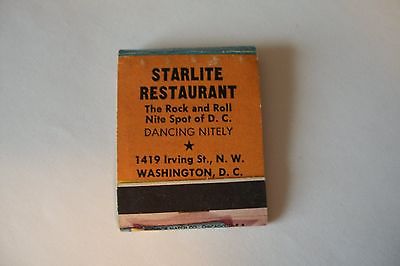 STARLITE
RESTAURANT
The Rock and Roll
Nite Spot of D. C.
DANCING NITELY
★
1419 Irving St., N. W.
WASHINGTON, D. C.